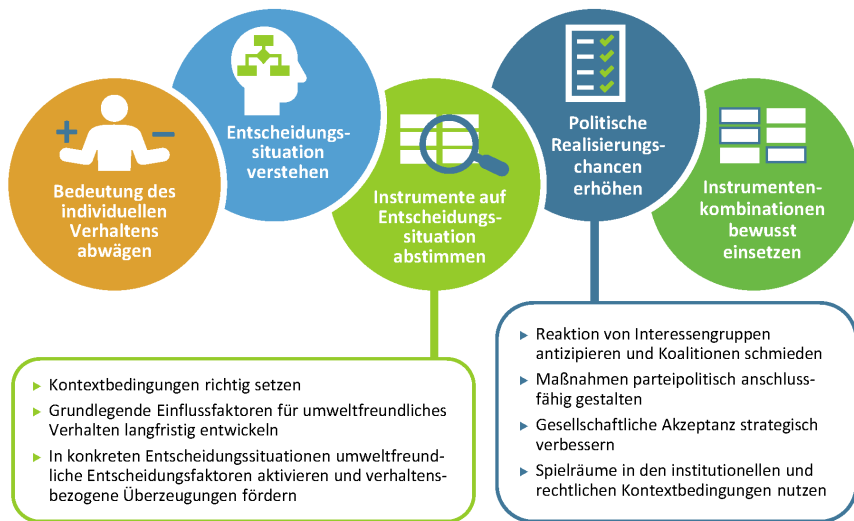 Bedeutung des
individuellen
Verhaltens
abwägen
Entscheidungs-
situation
verstehen
Instrumente auf
Entscheidungs-
situation
abstimmen
Politische
Realisierungs-
chancen
erhöhen
Instrumenten-
kombinationen
bewusst
einsetzen
Kontextbedingungen richtig setzen
Grundlegende Einflussfaktoren für umweltfreundliches
Verhalten langfristig entwickeln
In konkreten Entscheidungssituationen umweltfreund-
liche Entscheidungsfaktoren aktivieren und verhaltens-
bezogene Überzeugungen fördern
Reaktion von Interessengruppen
antizipieren und Koalitionen schmieden
Maßnahmen parteipolitisch anschluss-
fähig gestalten
Gesellschaftliche Akzeptanz strategisch
verbessern
Spielräume in den institutionellen und
rechtlichen Kontextbedingungen nutzen